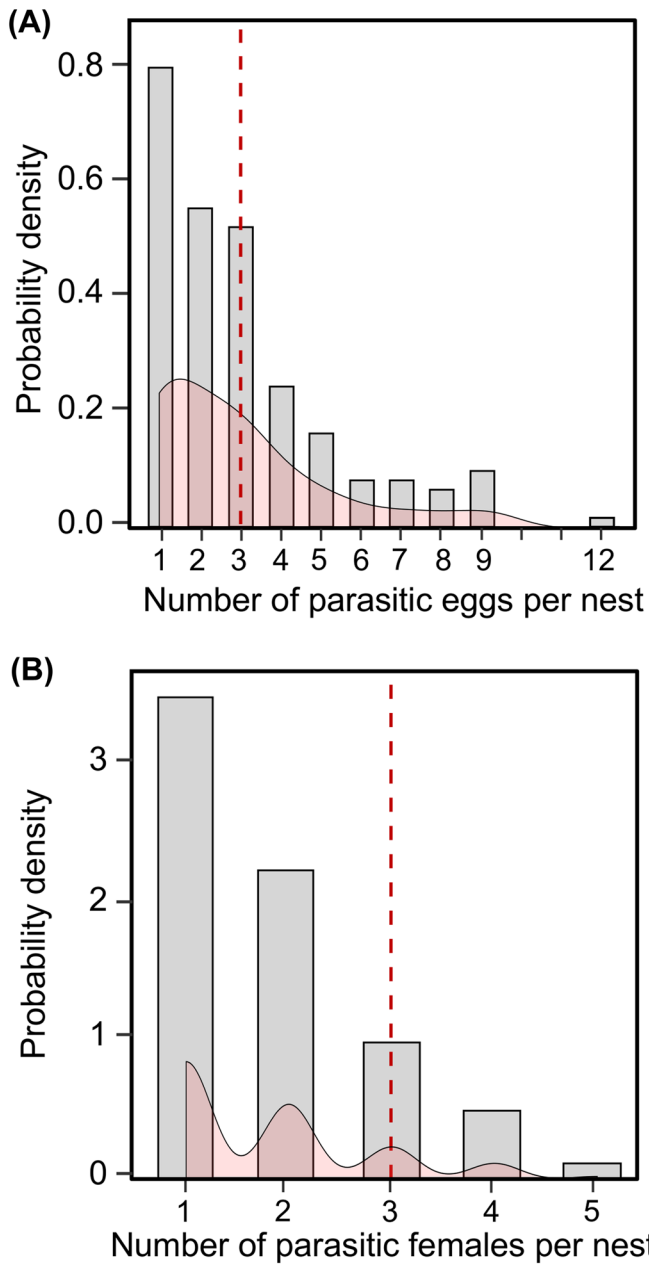 (A)
Probability density
0.8
0.6
0.4
0.2
0.0
1 2 3 4 5 6 7 8 9 12
Number of parasitic eggs per nest
(B)
Probability density
3
2
1
0
1 2 3 4 5
Number of parasitic females per nest